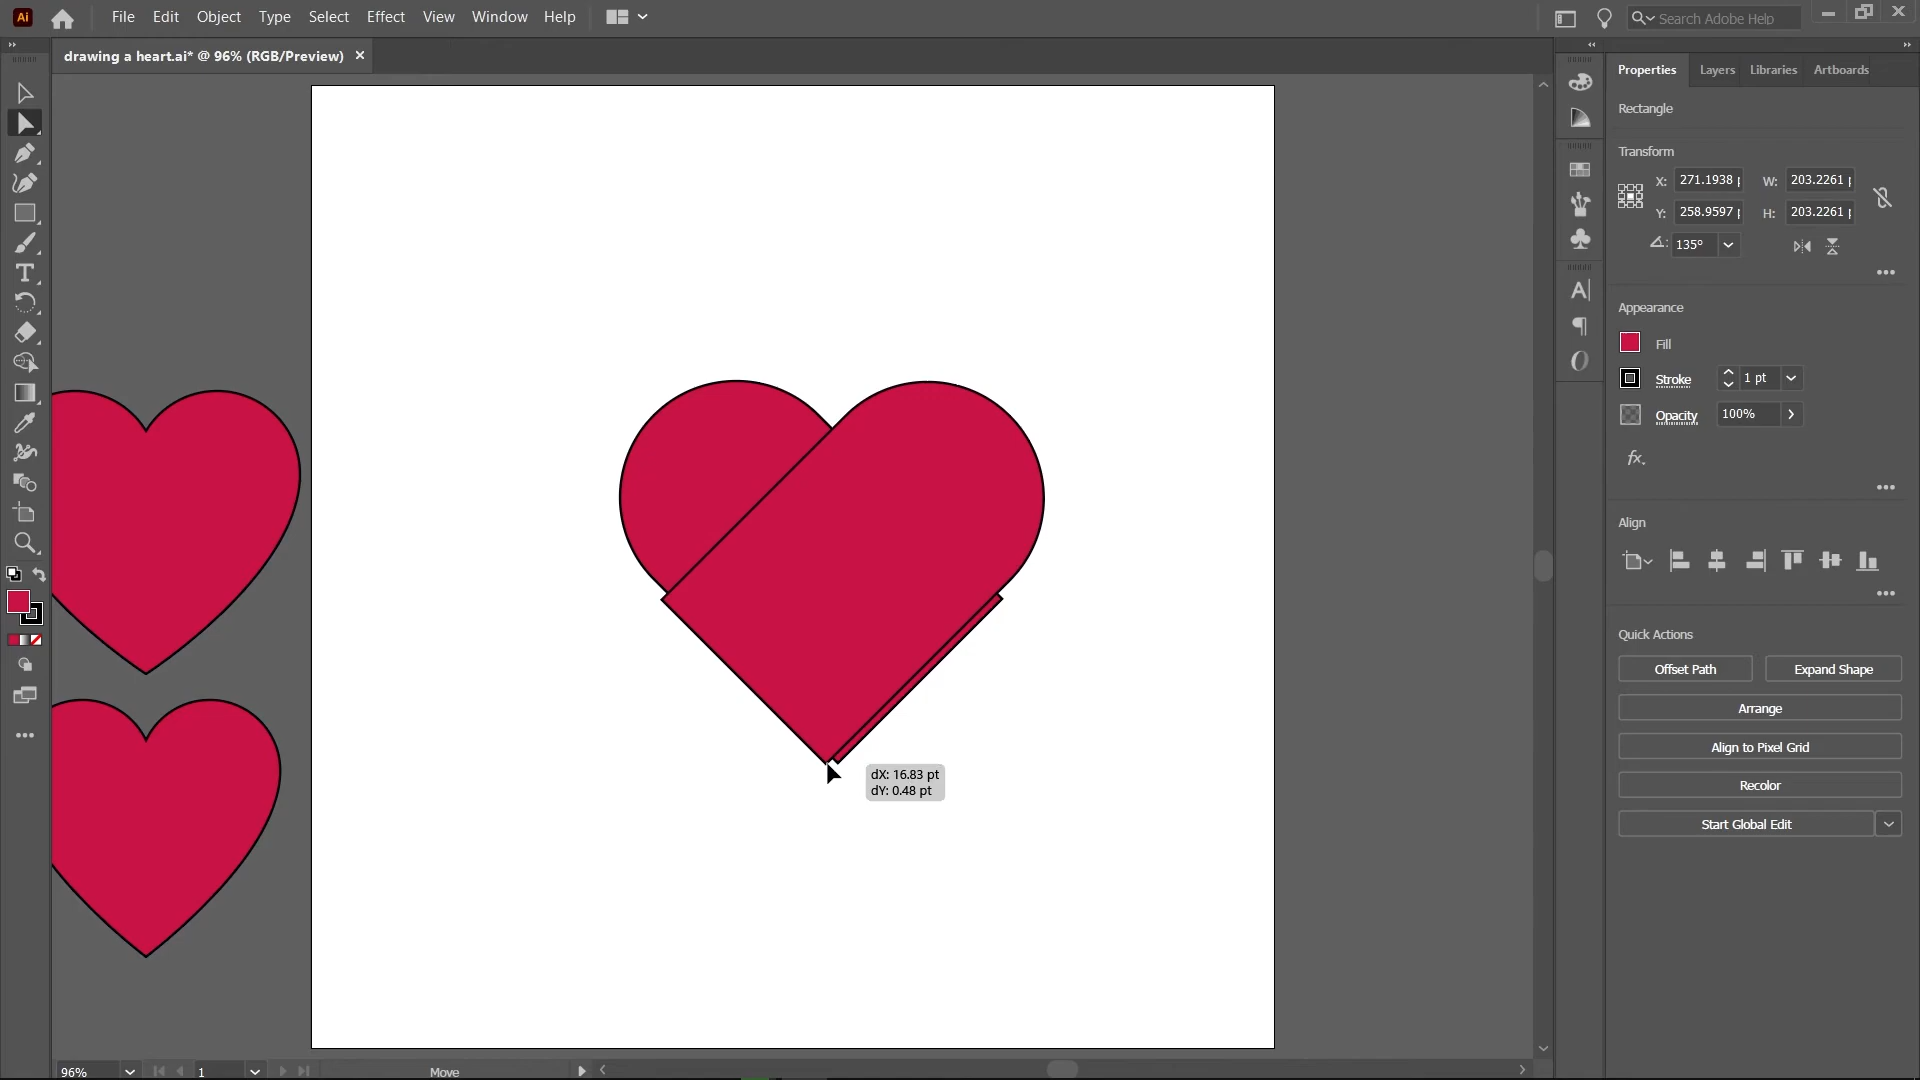 Ai File Edit Object Type Select Effect View Window Help Search Adobe Help
drawing a heart.ai* @ 96% (RGB/Preview) ×
Properties Layers Libraries Artboards
Rectangle
Transform
X: 271.1938 W: 203.2261
Y: 258.9597 H: 203.2261
135°
Appearance
Fill
Stroke 1 pt
Opacity 100%
fx.
Align
Quick Actions
Offset Path Expand Shape
Arrange
Align to Pixel Grid
Recolor
Start Global Edit
dX: 16.83 pt
dY: 0.48 pt
96% 1 Move